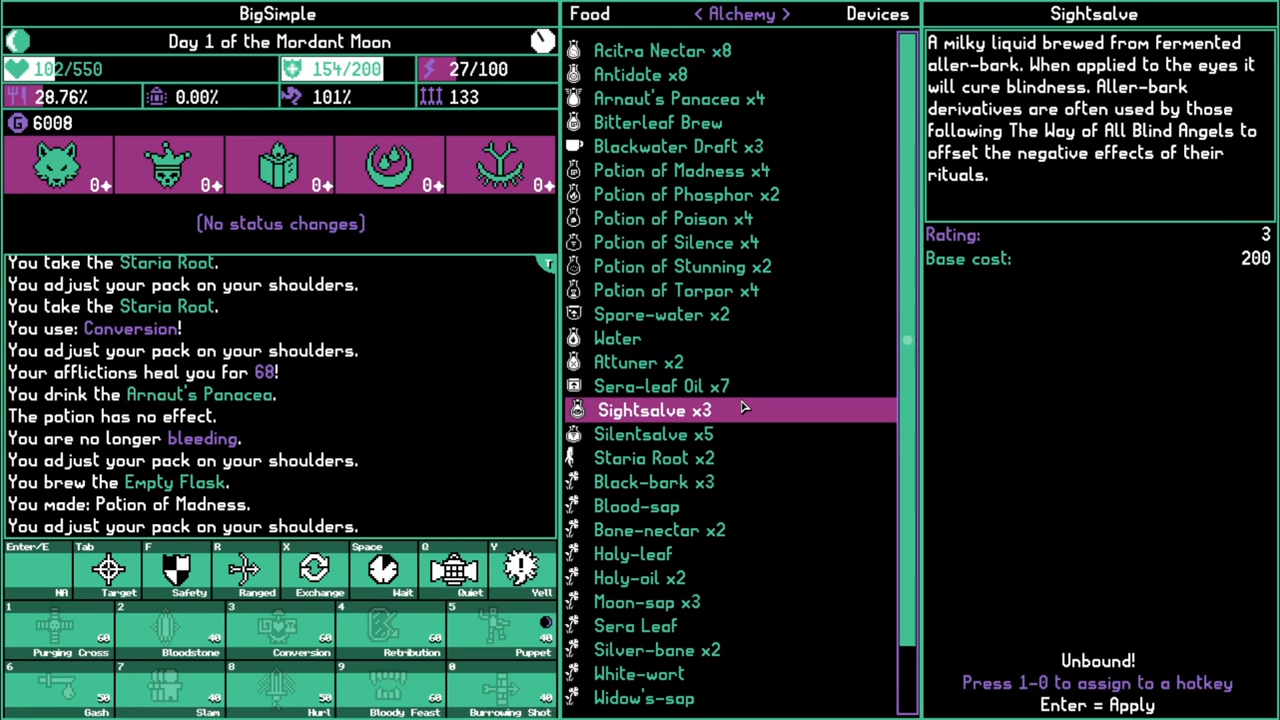 BigSimple
Day 1 of the Mordant Moon
102/550
154/200
27/100
28.76%
0.00%
101%
133
G 6008
0
0
0
0
0
(No status changes)
You take the Staria Root.
T
You adjust your pack on your shoulders.
You take the Staria Root.
You use: Conversion!
You adjust your pack on your shoulders.
Your afflictions heal you for 68!
You drink the Arnaut's Panacea.
The potion has no effect.
You are no longer bleeding.
You adjust your pack on your shoulders.
You brew the Empty Flask.
You made: Potion of Madness.
You adjust your pack on your shoulders.
Enter/E
NA
Tab
Target
F
Safety
R
Ranged
X
Exchange
Space
Wait
Q
Quiet
Y
Yell
1
60
Purging Cross
2
40
Bloodstone
3
60
Conversion
4
60
Retribution
5
40
Puppet
6
50
Gash
7
40
Slam
8
40
Hurl
9
60
Bloody Feast
0
40
Burrowing Shot
Food
< Alchemy >
Devices
Acitra Nectar x8
Antidote x8
Arnaut's Panacea x4
Bitterleaf Brew
Blackwater Draft x3
Potion of Madness x4
Potion of Phosphor x2
Potion of Poison x4
Potion of Silence x4
Potion of Stunning x2
Potion of Torpor x4
Spore-water x2
Water
Attuner x2
Sera-leaf Oil x7
Sightsalve x3
Silentsalve x5
Staria Root x2
Black-bark x3
Blood-sap
Bone-nectar x2
Holy-leaf
Holy-oil x2
Moon-sap x3
Sera Leaf
Silver-bane x2
White-wort
Widow's-sap
Sightsalve
A milky liquid brewed from fermented
aller-bark. When applied to the eyes it
will cure blindness. Aller-bark
derivatives are often used by those
following The Way of All Blind Angels to
offset the negative effects of their
rituals.
Rating: 3
Base cost: 200
Unbound!
Press 1-0 to assign to a hotkey
Enter = Apply